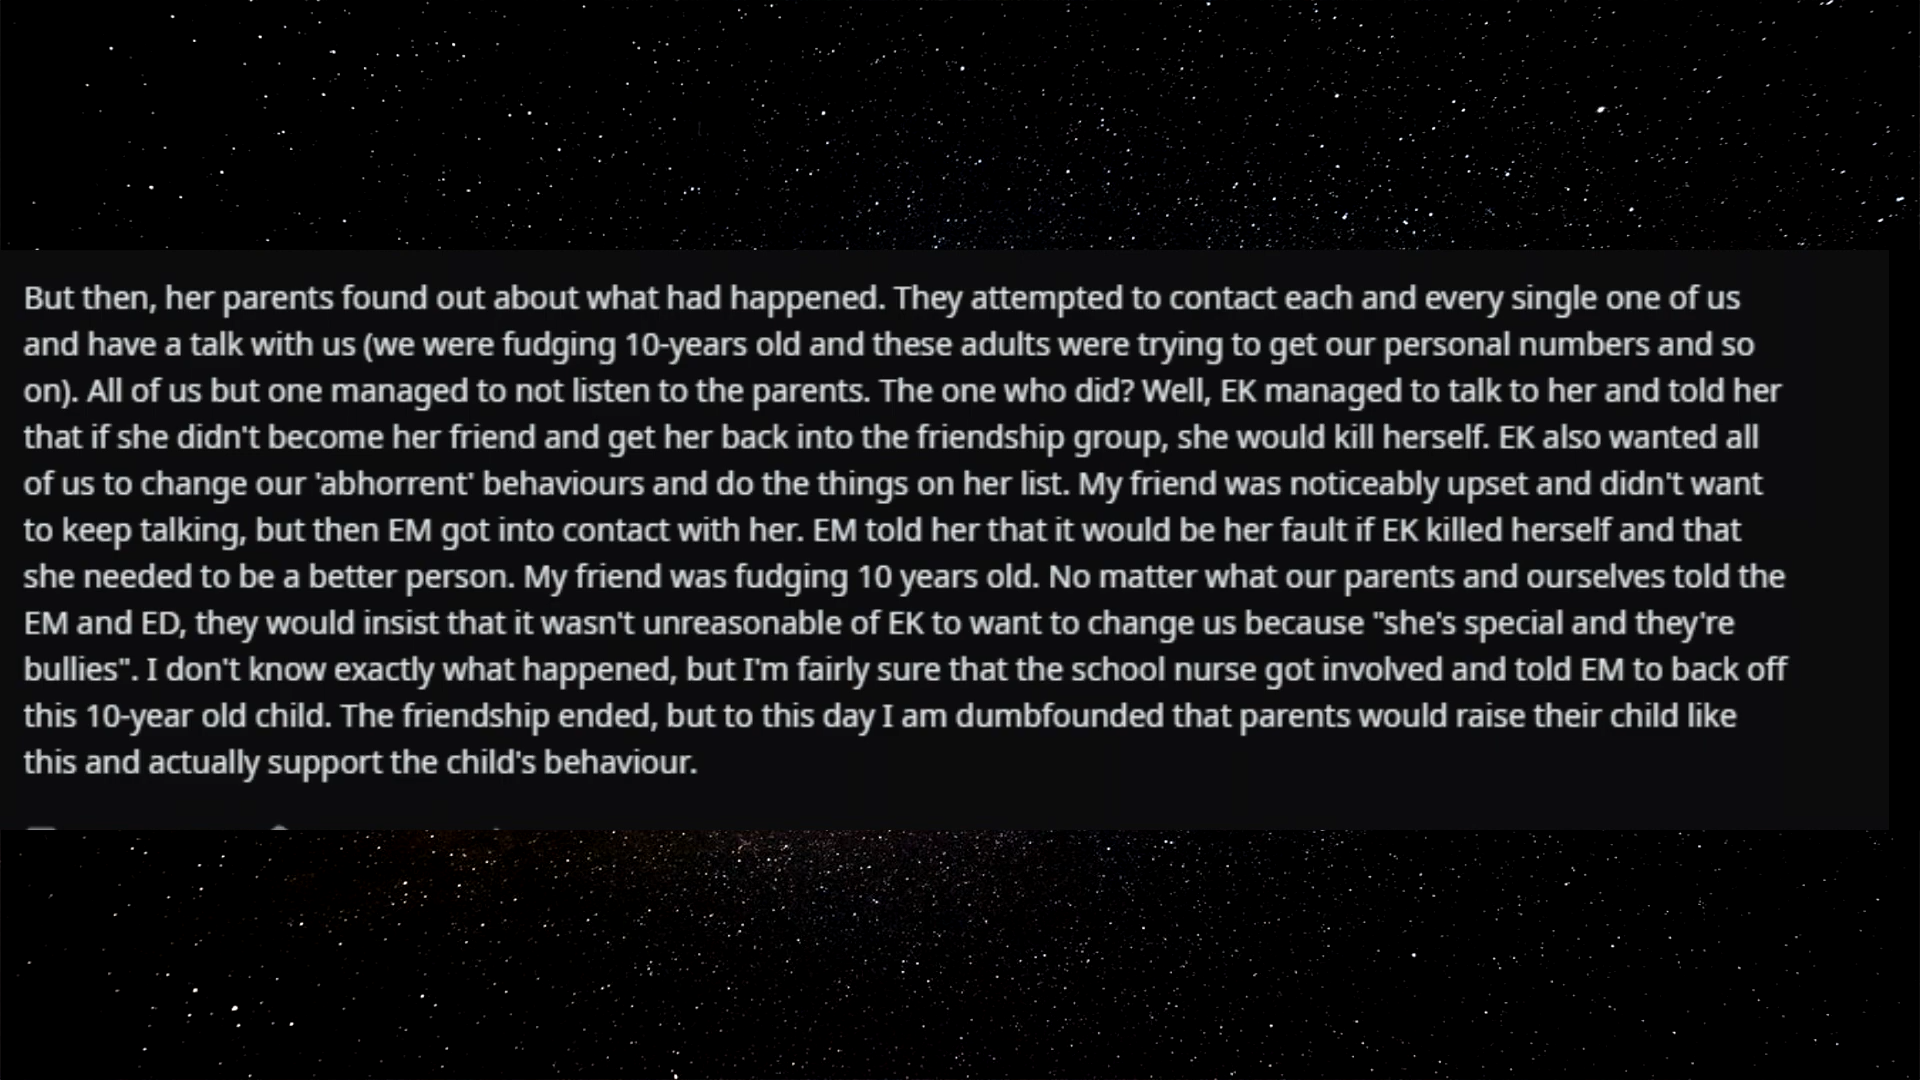 But then, her parents found out about what had happened. They attempted to contact each and every single one of us
and have a talk with us (we were fudging 10-years old and these adults were trying to get our personal numbers and so
on). All of us but one managed to not listen to the parents. The one who did? Well, EK managed to talk to her and told her
that if she didn't become her friend and get her back into the friendship group, she would kill herself. EK also wanted all
of us to change our 'abhorrent' behaviours and do the things on her list. My friend was noticeably upset and didn't want
to keep talking, but then EM got into contact with her. EM told her that it would be her fault if EK killed herself and that
she needed to be a better person. My friend was fudging 10 years old. No matter what our parents and ourselves told the
EM and ED, they would insist that it wasn't unreasonable of EK to want to change us because "she's special and they're
bullies". I don't know exactly what happened, but I'm fairly sure that the school nurse got involved and told EM to back off
this 10-year old child. The friendship ended, but to this day I am dumbfounded that parents would raise their child like
this and actually support the child's behaviour.